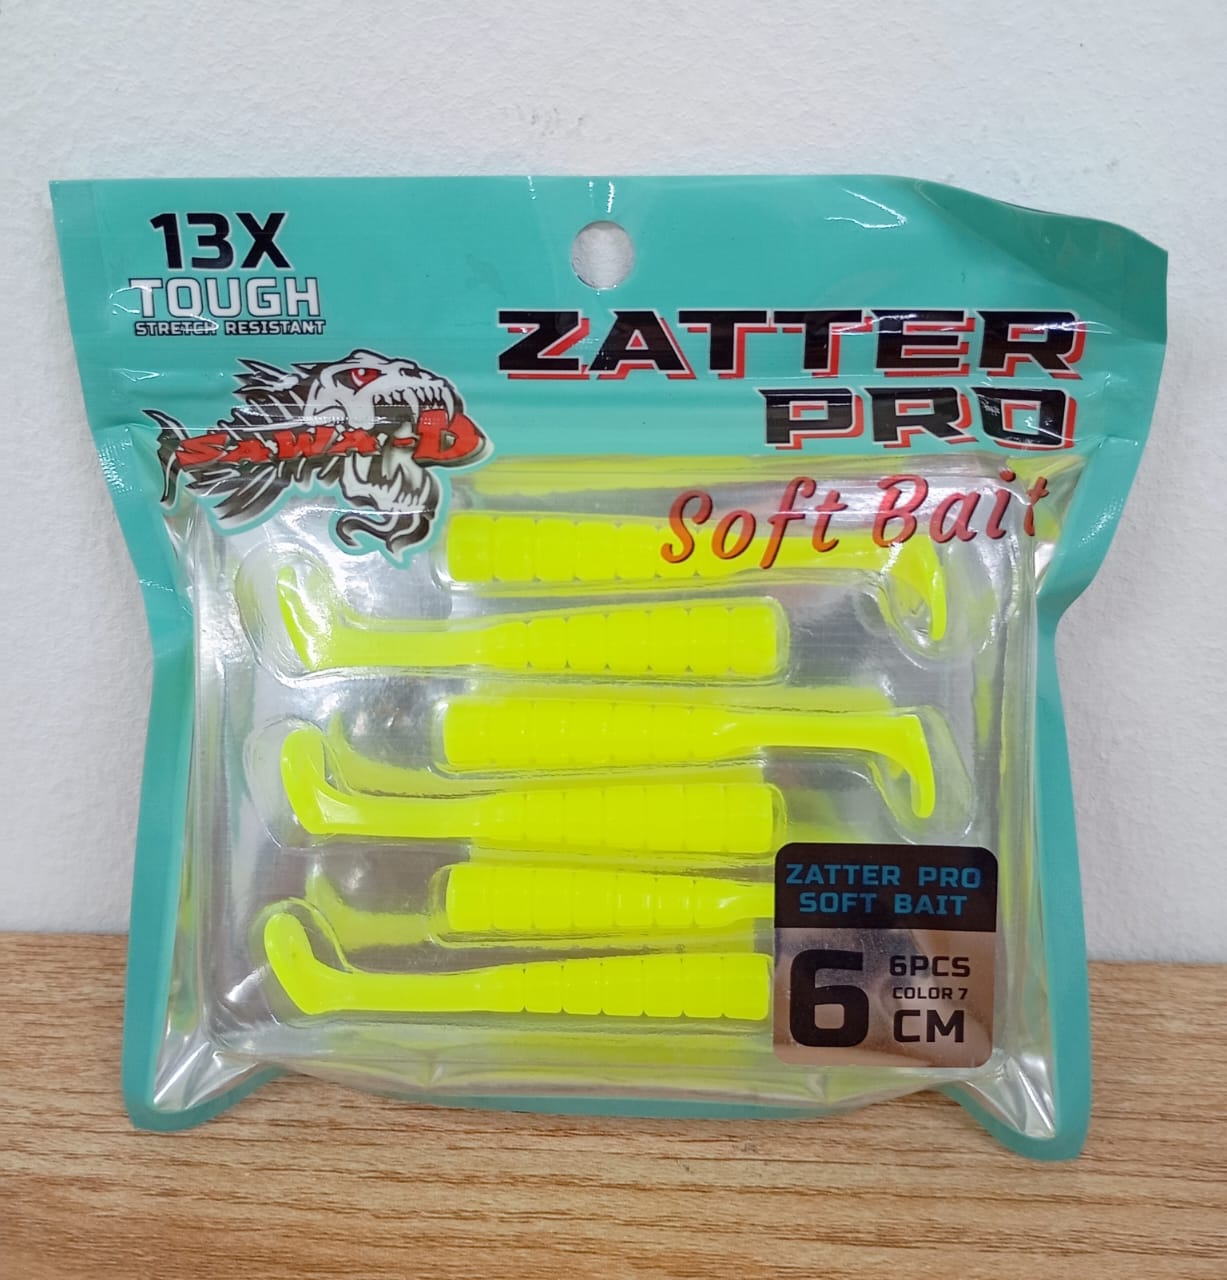 13X
TOUGH
STRETCH RESISTANT
SAWA-D
ZATTER
PRO
Soft Bait
ZATTER PRO
SOFT BAIT
6
6PCS
COLOR 7
CM